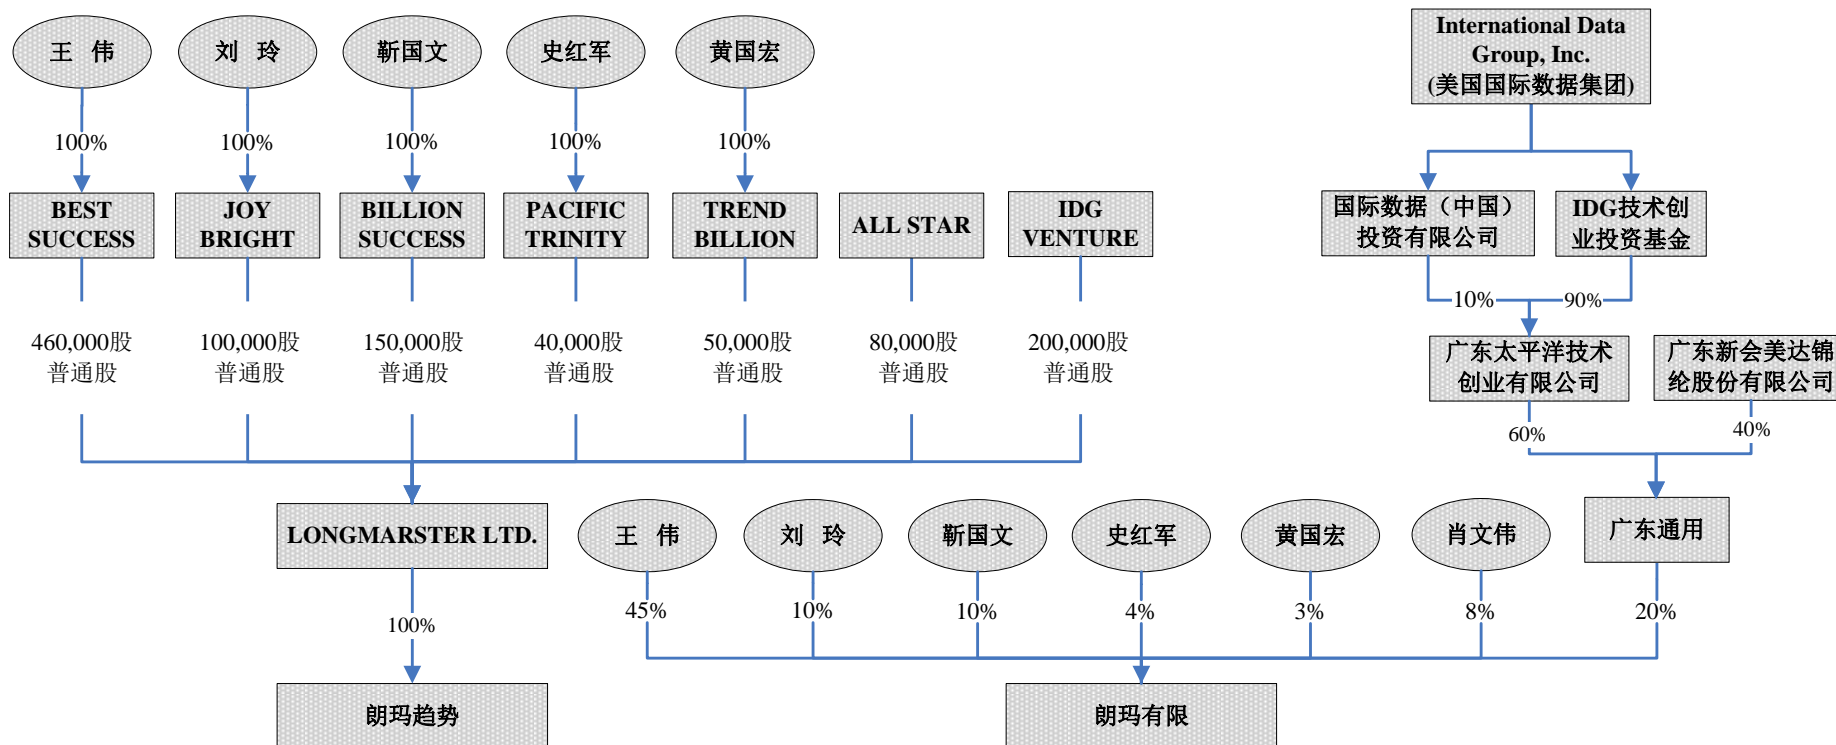 王 伟
刘 玲
靳国文
史红军
黄国宏
International Data
Group, Inc.
(美国国际数据集团)
100%
100%
100%
100%
100%
BEST
SUCCESS
JOY
BRIGHT
BILLION
SUCCESS
PACIFIC
TRINITY
TREND
BILLION
ALL STAR
IDG
VENTURE
国际数据（中国）
投资有限公司
IDG技术创
业投资基金
10%
90%
460,000股
普通股
100,000股
普通股
150,000股
普通股
40,000股
普通股
50,000股
普通股
80,000股
普通股
200,000股
普通股
广东太平洋技术
创业有限公司
广东新会美达锦
纶股份有限公司
60%
40%
LONGMARSTER LTD.
王 伟
刘 玲
靳国文
史红军
黄国宏
肖文伟
广东通用
100%
45%
10%
10%
4%
3%
8%
20%
朗玛趋势
朗玛有限